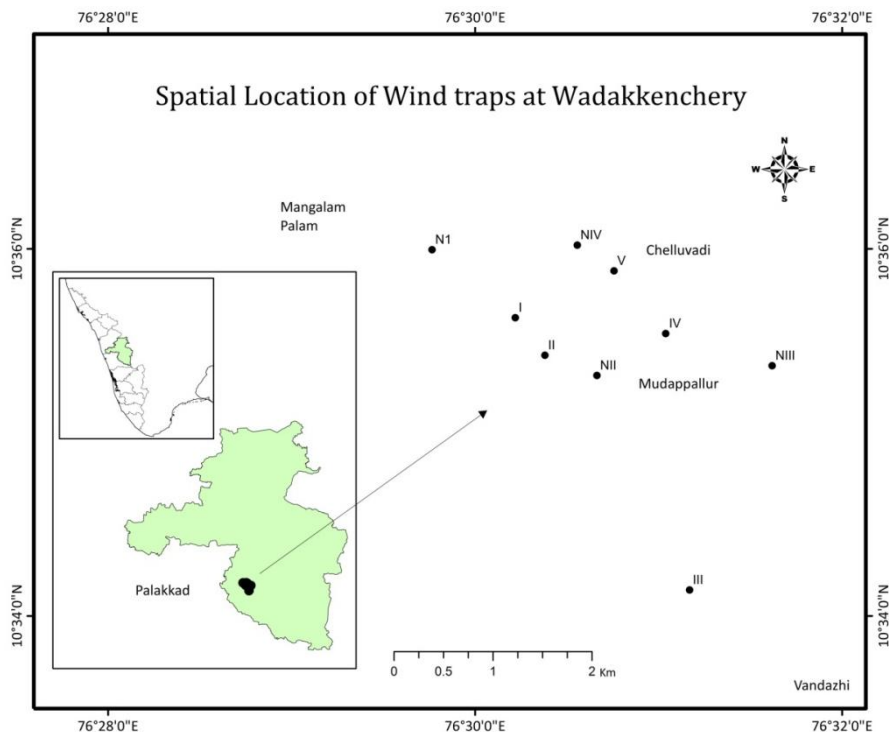 76°28'0"E
76°30'0"E
76°32'0"E
Spatial Location of Wind traps at Wadakkenchery
N
W
E
S
Mangalam
Palam
10°36'0"N
N1
NIV
Chelluvadi
10°36'0"N
V
I
IV
II
NIII
NII
Mudappallur
Palakkad
III
10°34'0"N
10°34'0"N
0 0.5 1 2 Km
Vandazhi
76°28'0"E
76°30'0"E
76°32'0"E